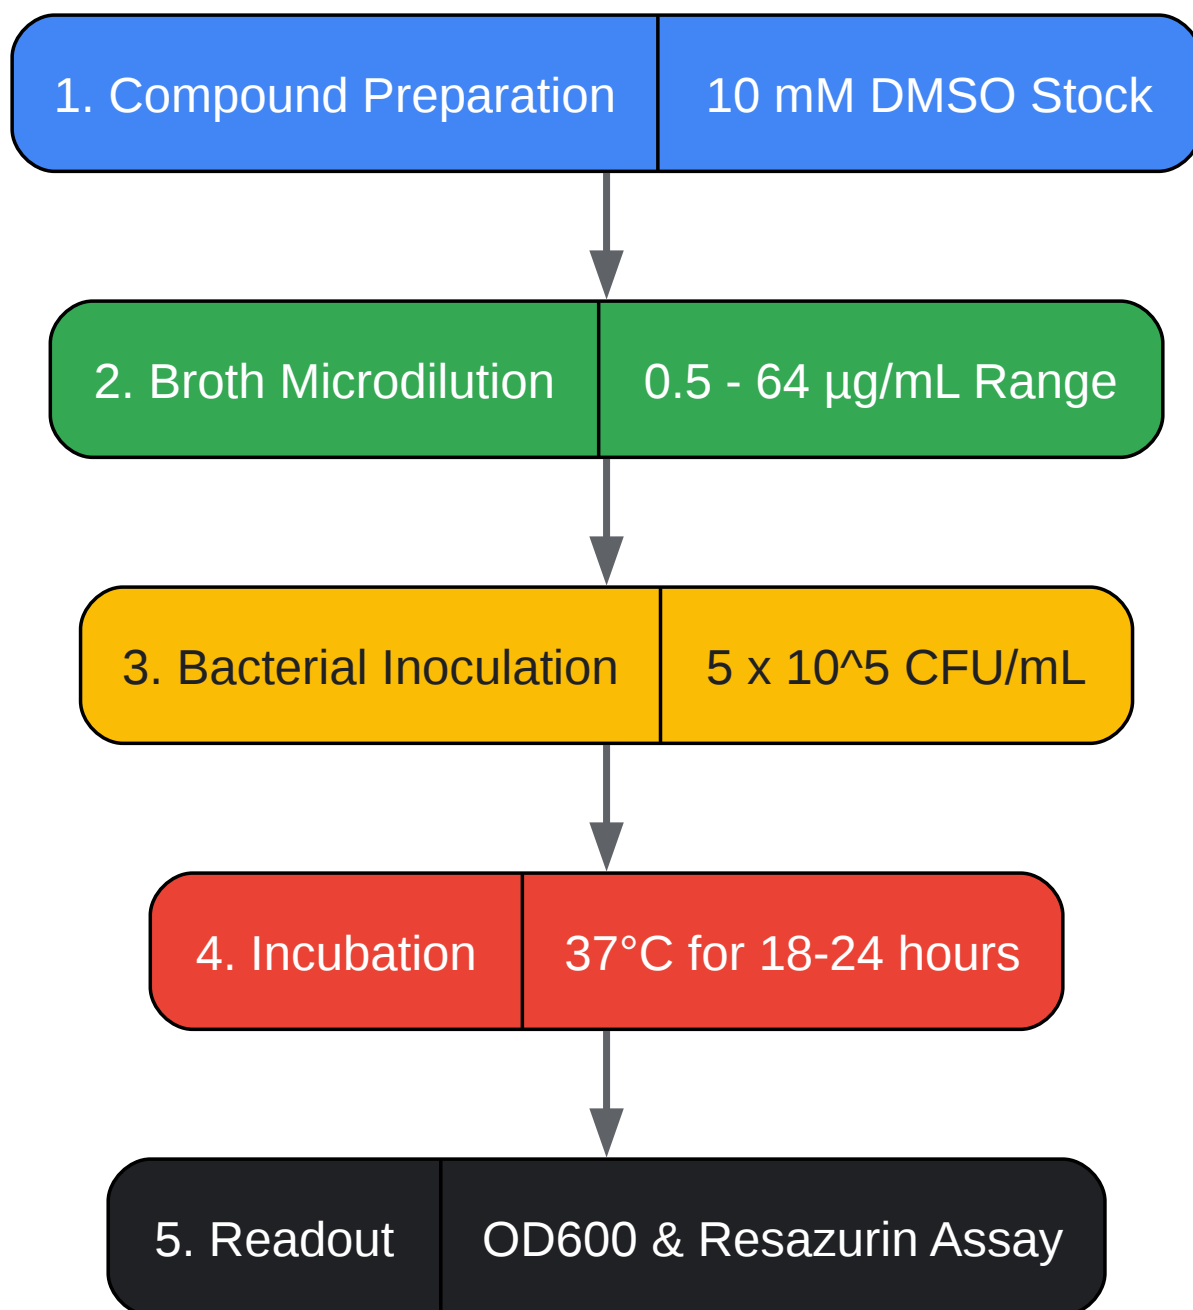 1. Compound Preparation 10 mM DMSO Stock
2. Broth Microdilution 0.5 - 64 µg/mL Range
3. Bacterial Inoculation 5 x 10^5 CFU/mL
4. Incubation 37°C for 18-24 hours
5. Readout OD600 & Resazurin Assay